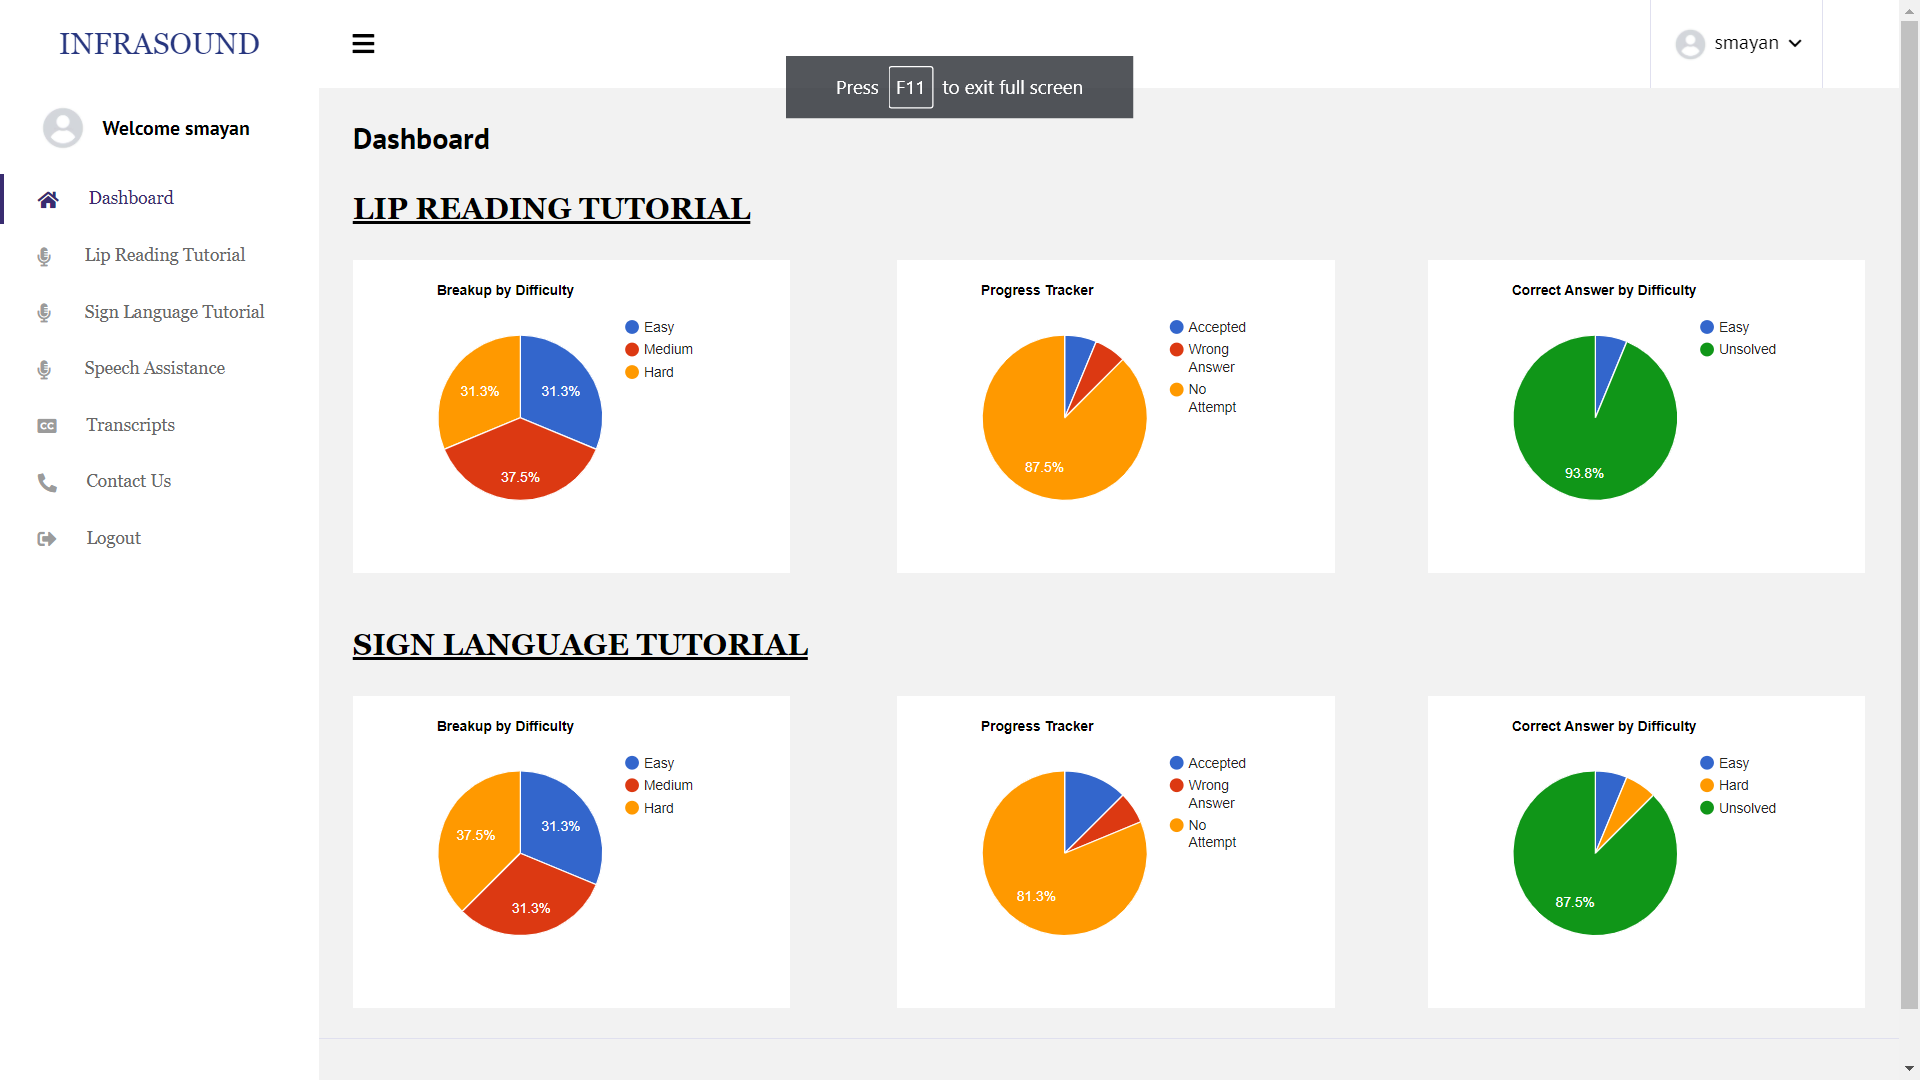 INFRASOUND
smayan
Press F11 to exit full screen
Welcome smayan
Dashboard
Lip Reading Tutorial
Sign Language Tutorial
Speech Assistance
CC Transcripts
Contact Us
Logout
Dashboard
LIP READING TUTORIAL
Breakup by Difficulty
Easy
Medium
Hard
31.3%
31.3%
37.5%
Progress Tracker
Accepted
Wrong
Answer
No
Attempt
87.5%
Correct Answer by Difficulty
Easy
Unsolved
93.8%
SIGN LANGUAGE TUTORIAL
Breakup by Difficulty
Easy
Medium
Hard
37.5%
31.3%
31.3%
Progress Tracker
Accepted
Wrong
Answer
No
Attempt
81.3%
Correct Answer by Difficulty
Easy
Hard
Unsolved
87.5%